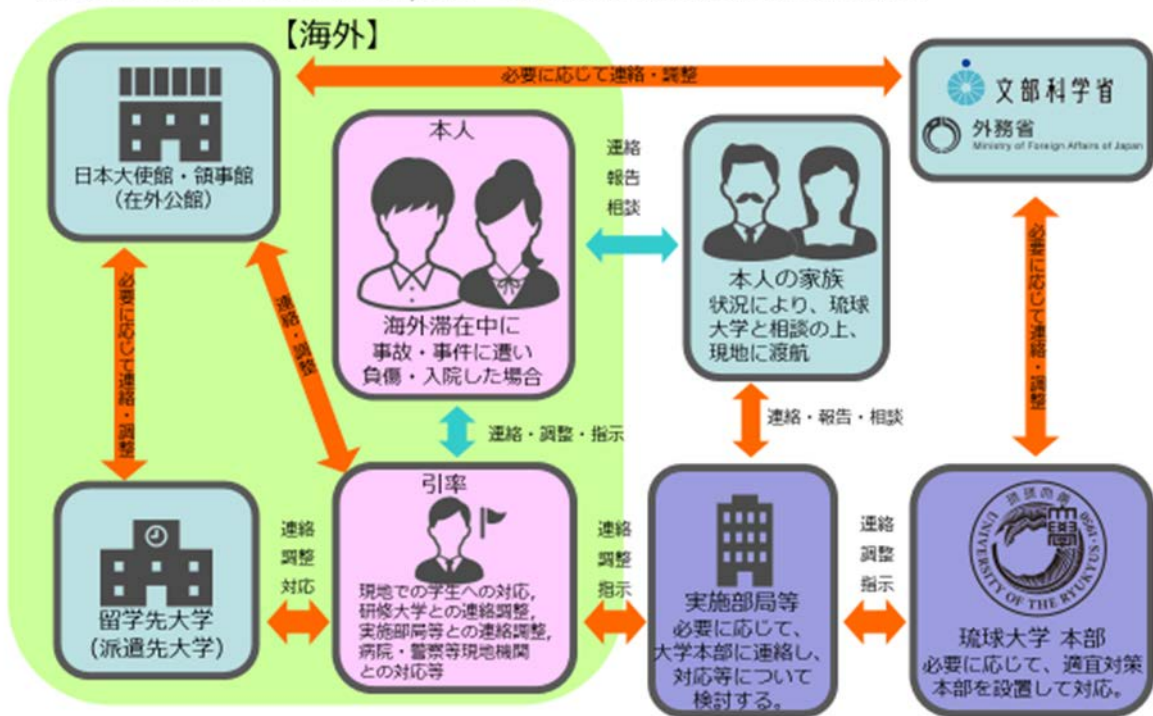 【海外】
日本大使館・領事館
(在外公館)
必要に応じて連絡・調整
文部科学省
外務省
Ministry of Foreign Affairs of Japan
本人
海外滞在中に
事故・事件に遭い
負傷・入院した場合
連絡
報告
相談
本人の家族
状況により、琉球
大学と相談の上、
現地に渡航
必要に応じて連絡・調整
連絡・調整
連絡・調整・指示
連絡・報告・相談
必要に応じて連絡・調整
留学先大学
(派遣先大学)
連絡
調整
対応
引率
現地での学生への対応,
研修大学との連絡調整,
実施部局等との連絡調整,
病院・警察等現地機関
との対応等
連絡
調整
指示
実施部局等
必要に応じて、
大学本部に連絡し、
対応等について
検討する。
連絡
調整
指示
UNIVERSITY OF THE RYUKYUS・1950
琉球大学 本部
必要に応じて、適宜対策
本部を設置して対応。